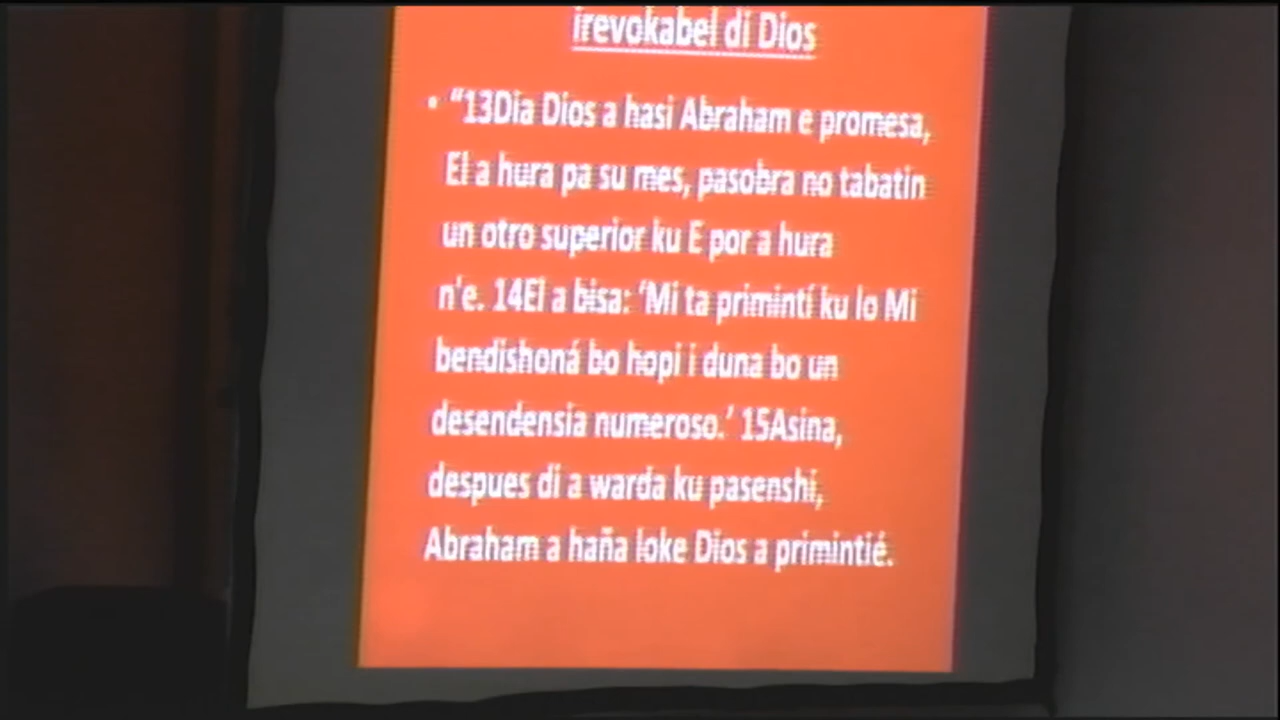 irevokabel di Dios
• “13Dia Dios a hasi Abraham e promesa,
El a hura pa su mes, pasobra no tabatin
un otro superior ku E por a hura
n'e. 14El a bisa: ‘Mi ta primintí ku lo Mi
bendishoná bo hopi i duna bo un
desendensia numeroso.’ 15Asina,
despues di a warda ku pasenshi,
Abraham a haña loke Dios a primintié.